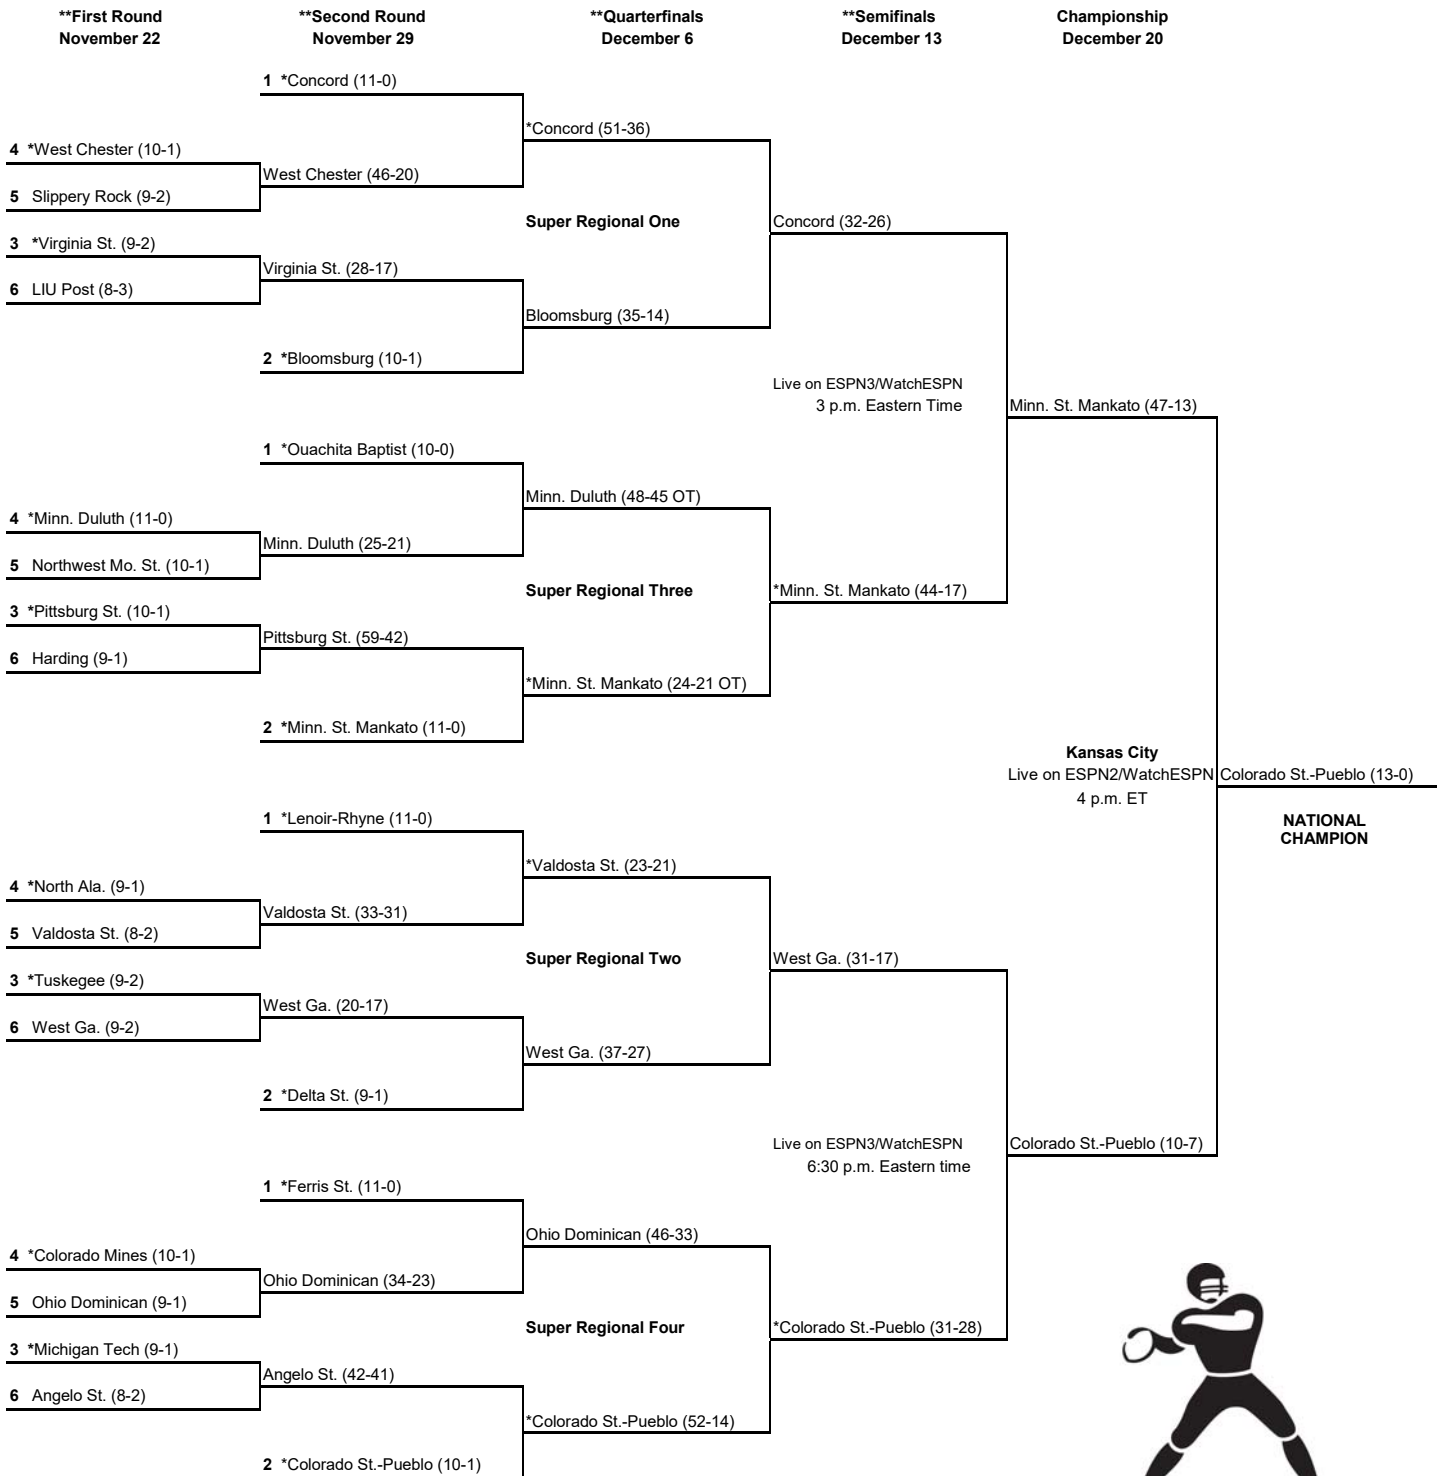 **First Round
November 22
**Second Round
November 29
**Quarterfinals
December 6
**Semifinals
December 13
Championship
December 20
1 *Concord (11-0)
*Concord (51-36)
4 *West Chester (10-1)
West Chester (46-20)
5 Slippery Rock (9-2)
Super Regional One
Concord (32-26)
3 *Virginia St. (9-2)
Virginia St. (28-17)
6 LIU Post (8-3)
Bloomsburg (35-14)
2 *Bloomsburg (10-1)
Live on ESPN3/WatchESPN
3 p.m. Eastern Time
Minn. St. Mankato (47-13)
1 *Ouachita Baptist (10-0)
Minn. Duluth (48-45 OT)
4 *Minn. Duluth (11-0)
Minn. Duluth (25-21)
5 Northwest Mo. St. (10-1)
Super Regional Three
*Minn. St. Mankato (44-17)
3 *Pittsburg St. (10-1)
Pittsburg St. (59-42)
6 Harding (9-1)
*Minn. St. Mankato (24-21 OT)
2 *Minn. St. Mankato (11-0)
Kansas City
Live on ESPN2/WatchESPN
4 p.m. ET
Colorado St.-Pueblo (13-0)
NATIONAL
CHAMPION
1 *Lenoir-Rhyne (11-0)
*Valdosta St. (23-21)
4 *North Ala. (9-1)
Valdosta St. (33-31)
5 Valdosta St. (8-2)
Super Regional Two
West Ga. (31-17)
3 *Tuskegee (9-2)
West Ga. (20-17)
6 West Ga. (9-2)
West Ga. (37-27)
2 *Delta St. (9-1)
Live on ESPN3/WatchESPN
6:30 p.m. Eastern time
Colorado St.-Pueblo (10-7)
1 *Ferris St. (11-0)
Ohio Dominican (46-33)
4 *Colorado Mines (10-1)
Ohio Dominican (34-23)
5 Ohio Dominican (9-1)
Super Regional Four
*Colorado St.-Pueblo (31-28)
3 *Michigan Tech (9-1)
Angelo St. (42-41)
6 Angelo St. (8-2)
*Colorado St.-Pueblo (52-14)
2 *Colorado St.-Pueblo (10-1)